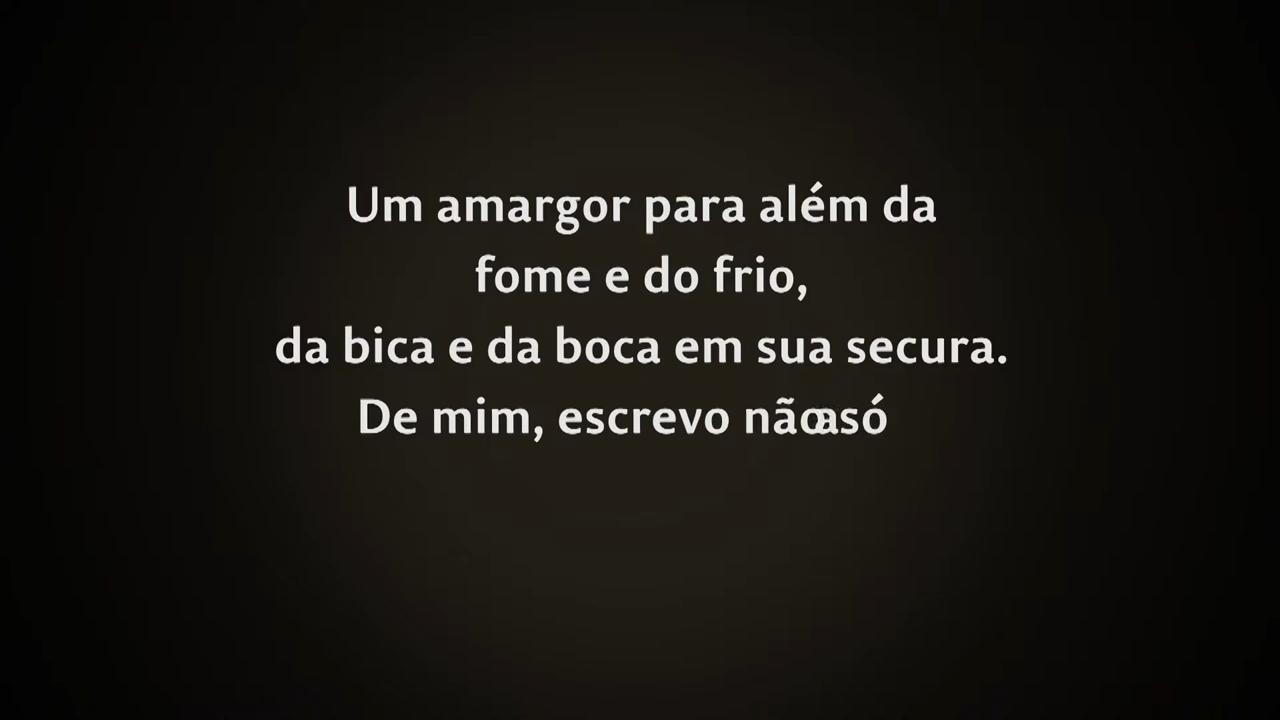 Um amargor para além da
fome e do frio,
da bica e da boca em sua secura.
De mim, escrevo não só a